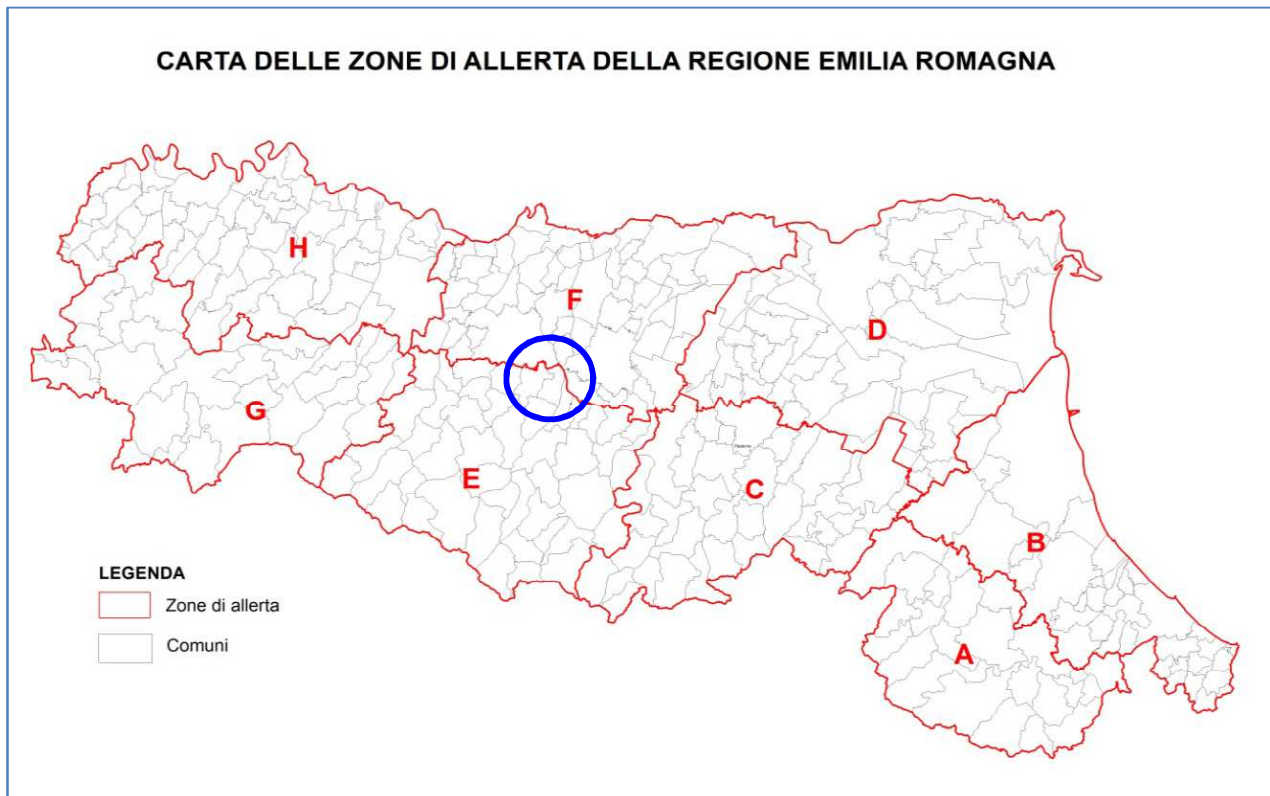 CARTA DELLE ZONE DI ALLERTA DELLA REGIONE EMILIA ROMAGNA
H
F
D
G
E
C
B
A
LEGENDA
Zone di allerta
Comuni